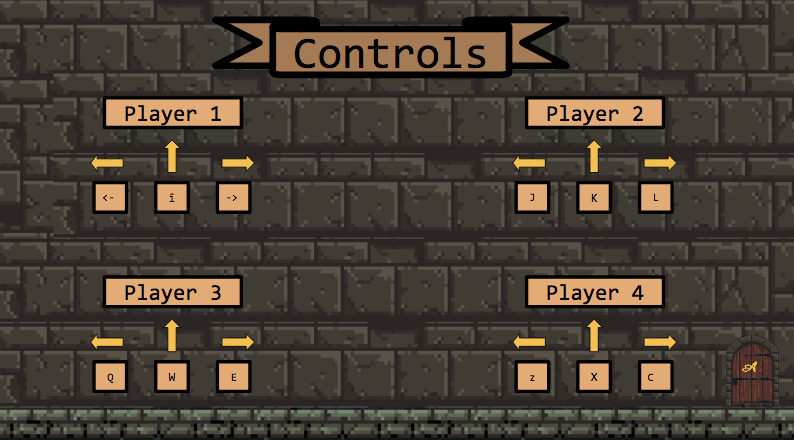 Controls
Player 1
Player 2
<- î ->
J K L
Player 3
Player 4
Q W E
z X C
A